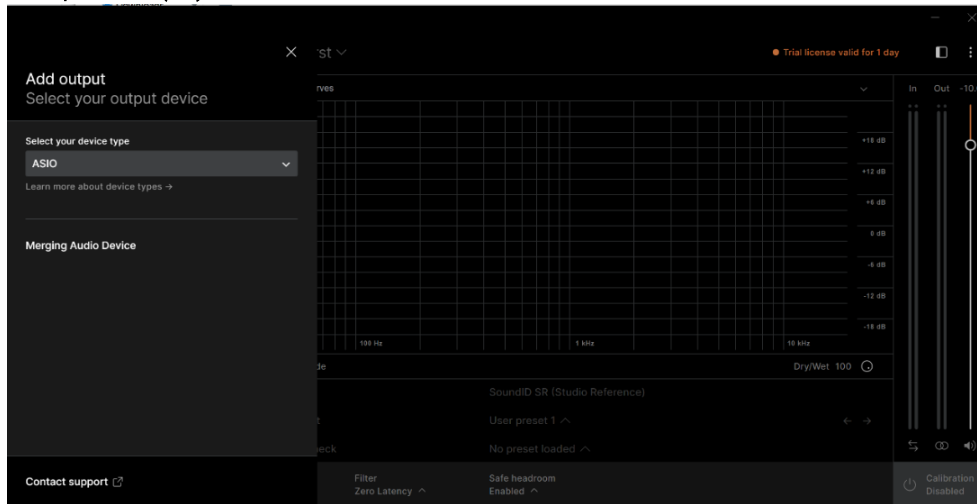 st
Trial license valid for 1 day
Add output
Select your output device
rves
In Out -10.
Select your device type
ASIO
Learn more about device types →
Merging Audio Device
+18 dB
+12 dB
+6 dB
0 dB
-6 dB
-12 dB
-18 dB
100 Hz 1 kHz 10 kHz
de
Dry/Wet 100
SoundID SR (Studio Reference)
t
User preset 1
eck
No preset loaded
Contact support
Filter
Zero Latency
Safe headroom
Enabled
Calibration
Disabled